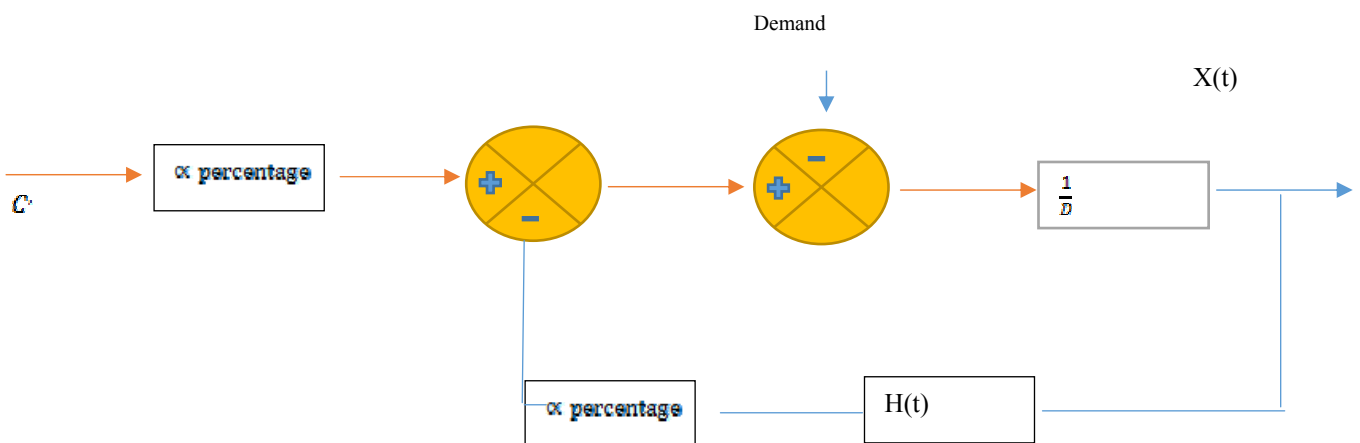 Demand
X(t)
∝ percentage
+
−
−
+
1
D
C'
∝ percentage
H(t)